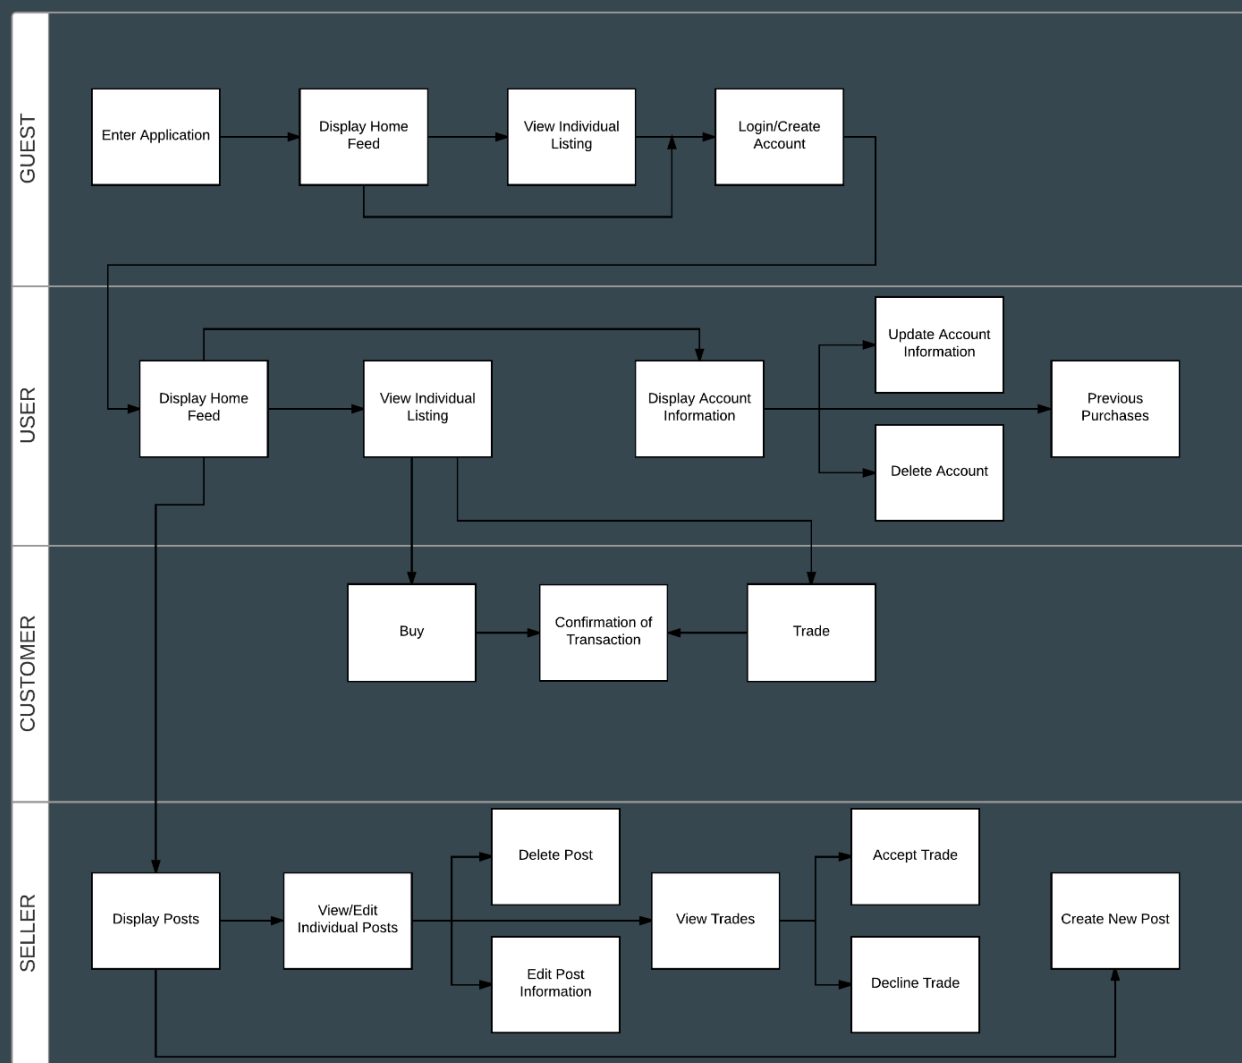 GUEST
Enter Application
Display Home
Feed
View Individual
Listing
Login/Create
Account
USER
Display Home
Feed
View Individual
Listing
Display Account
Information
Update Account
Information
Delete Account
Previous
Purchases
CUSTOMER
Buy
Confirmation of
Transaction
Trade
SELLER
Display Posts
View/Edit
Individual Posts
Delete Post
Edit Post
Information
View Trades
Accept Trade
Decline Trade
Create New Post